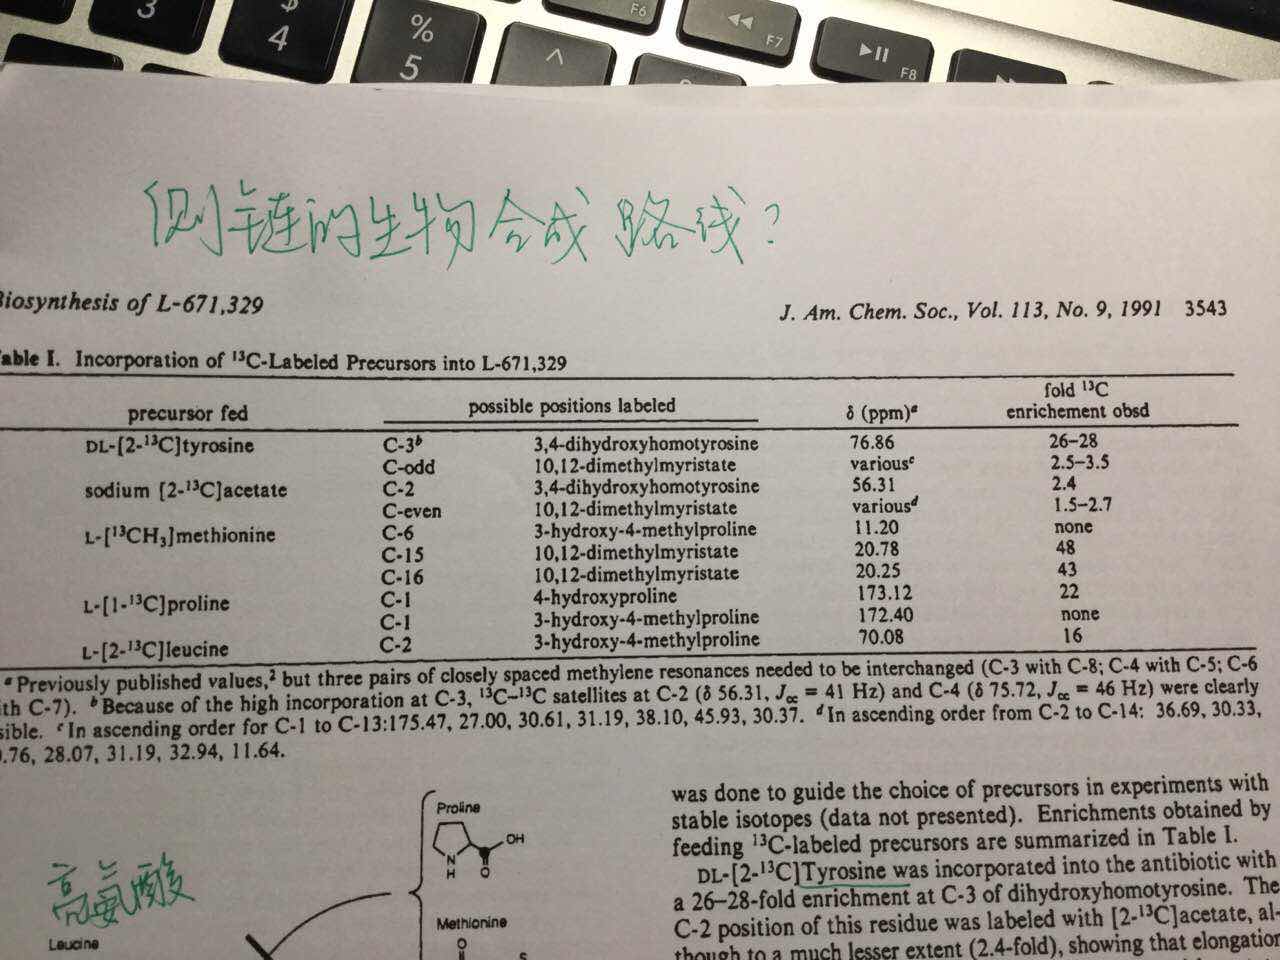 3
$
4
%
5
^
F6
F7
F8
侧链的生物合成路线?
Biosynthesis of L-671,329
J. Am. Chem. Soc., Vol. 113, No. 9, 1991 3543
Table I. Incorporation of ¹³C-Labeled Precursors into L-671,329
precursor fed possible positions labeled δ (ppm)ᵃ fold ¹³C enrichement obsd
DL-[2-¹³C]tyrosine C-3ᵇ 3,4-dihydroxyhomotyrosine 76.86 26–28
C-odd 10,12-dimethylmyristate variousᶜ 2.5–3.5
sodium [2-¹³C]acetate C-2 3,4-dihydroxyhomotyrosine 56.31 2.4
C-even 10,12-dimethylmyristate variousᵈ 1.5–2.7
L-[¹³CH₃]methionine C-6 3-hydroxy-4-methylproline 11.20 none
C-15 10,12-dimethylmyristate 20.78 48
C-16 10,12-dimethylmyristate 20.25 43
L-[1-¹³C]proline C-1 4-hydroxyproline 173.12 22
C-1 3-hydroxy-4-methylproline 172.40 none
L-[2-¹³C]leucine C-2 3-hydroxy-4-methylproline 70.08 16
ᵃPreviously published values,² but three pairs of closely spaced methylene resonances needed to be interchanged (C-3 with C-8; C-4 with C-5; C-6
ith C-7). ᵇBecause of the high incorporation at C-3, ¹³C–¹³C satellites at C-2 (δ 56.31, Jcc = 41 Hz) and C-4 (δ 75.72, Jcc = 46 Hz) were clearly
sible. ᶜIn ascending order for C-1 to C-13:175.47, 27.00, 30.61, 31.19, 38.10, 45.93, 30.37. ᵈIn ascending order from C-2 to C-14: 36.69, 30.33,
.76, 28.07, 31.19, 32.94, 11.64.
Proline
OH
N
H
O
Methionine
O
S
高氨酸
Leucine
was done to guide the choice of precursors in experiments with
stable isotopes (data not presented). Enrichments obtained by
feeding ¹³C-labeled precursors are summarized in Table I.
DL-[2-¹³C]Tyrosine was incorporated into the antibiotic with
a 26–28-fold enrichment at C-3 of dihydroxyhomotyrosine. The
C-2 position of this residue was labeled with [2-¹³C]acetate, al-
though to a much lesser extent (2.4-fold), showing that elongation